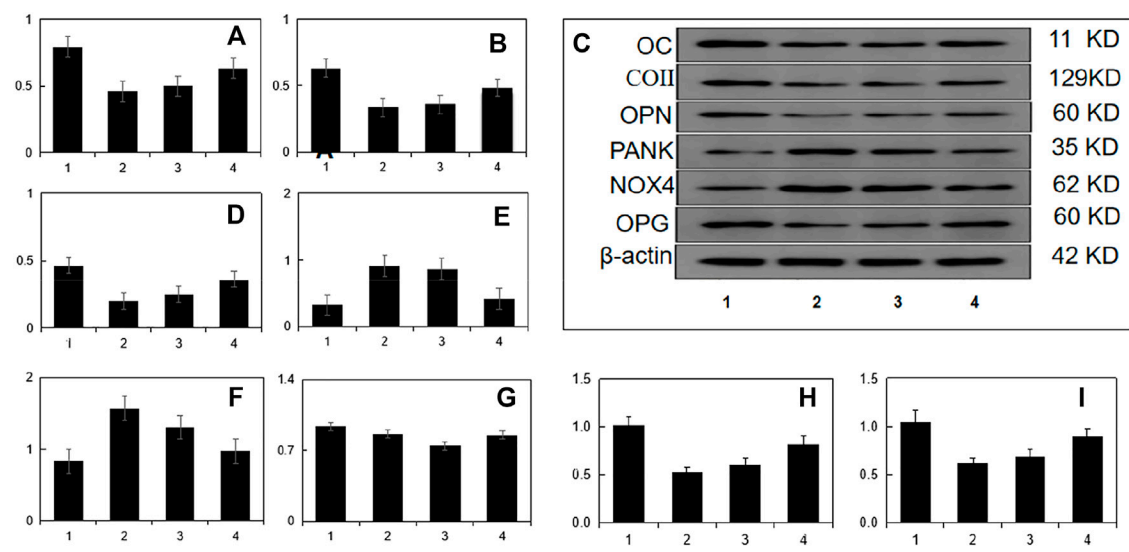 1
A
0.5
0
1 2 3 4
1
B
0.5
0
A
1 2 3 4
C
OC 11 KD
COII 129KD
OPN 60 KD
PANK 35 KD
NOX4 62 KD
OPG 60 KD
β-actin 42 KD
1 2 3 4
1
D
0.5
0
1 2 3 4
2
E
1
0
1 2 3 4
2
F
1
0
1 2 3 4
1.4
G
0.7
0
1 2 3 4
1.5
H
1.0
0.5
0.0
1 2 3 4
1.5
I
1.0
0.5
0.0
1 2 3 4